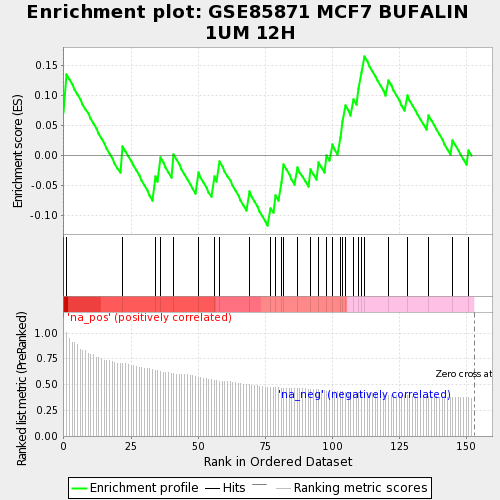 Enrichment plot: GSE85871 MCF7 BUFALIN
1UM 12H
Enrichment score (ES)
0.15
0.10
0.05
0.00
-0.05
-0.10
'na_pos' (positively correlated)
Ranked list metric (PreRanked)
1.00
0.75
0.50
0.25
0.00
Zero cross at
'na_neg' (negatively correlated)
0
25
50
75
100
125
150
Rank in Ordered Dataset
Enrichment profile
Hits
Ranking metric scores